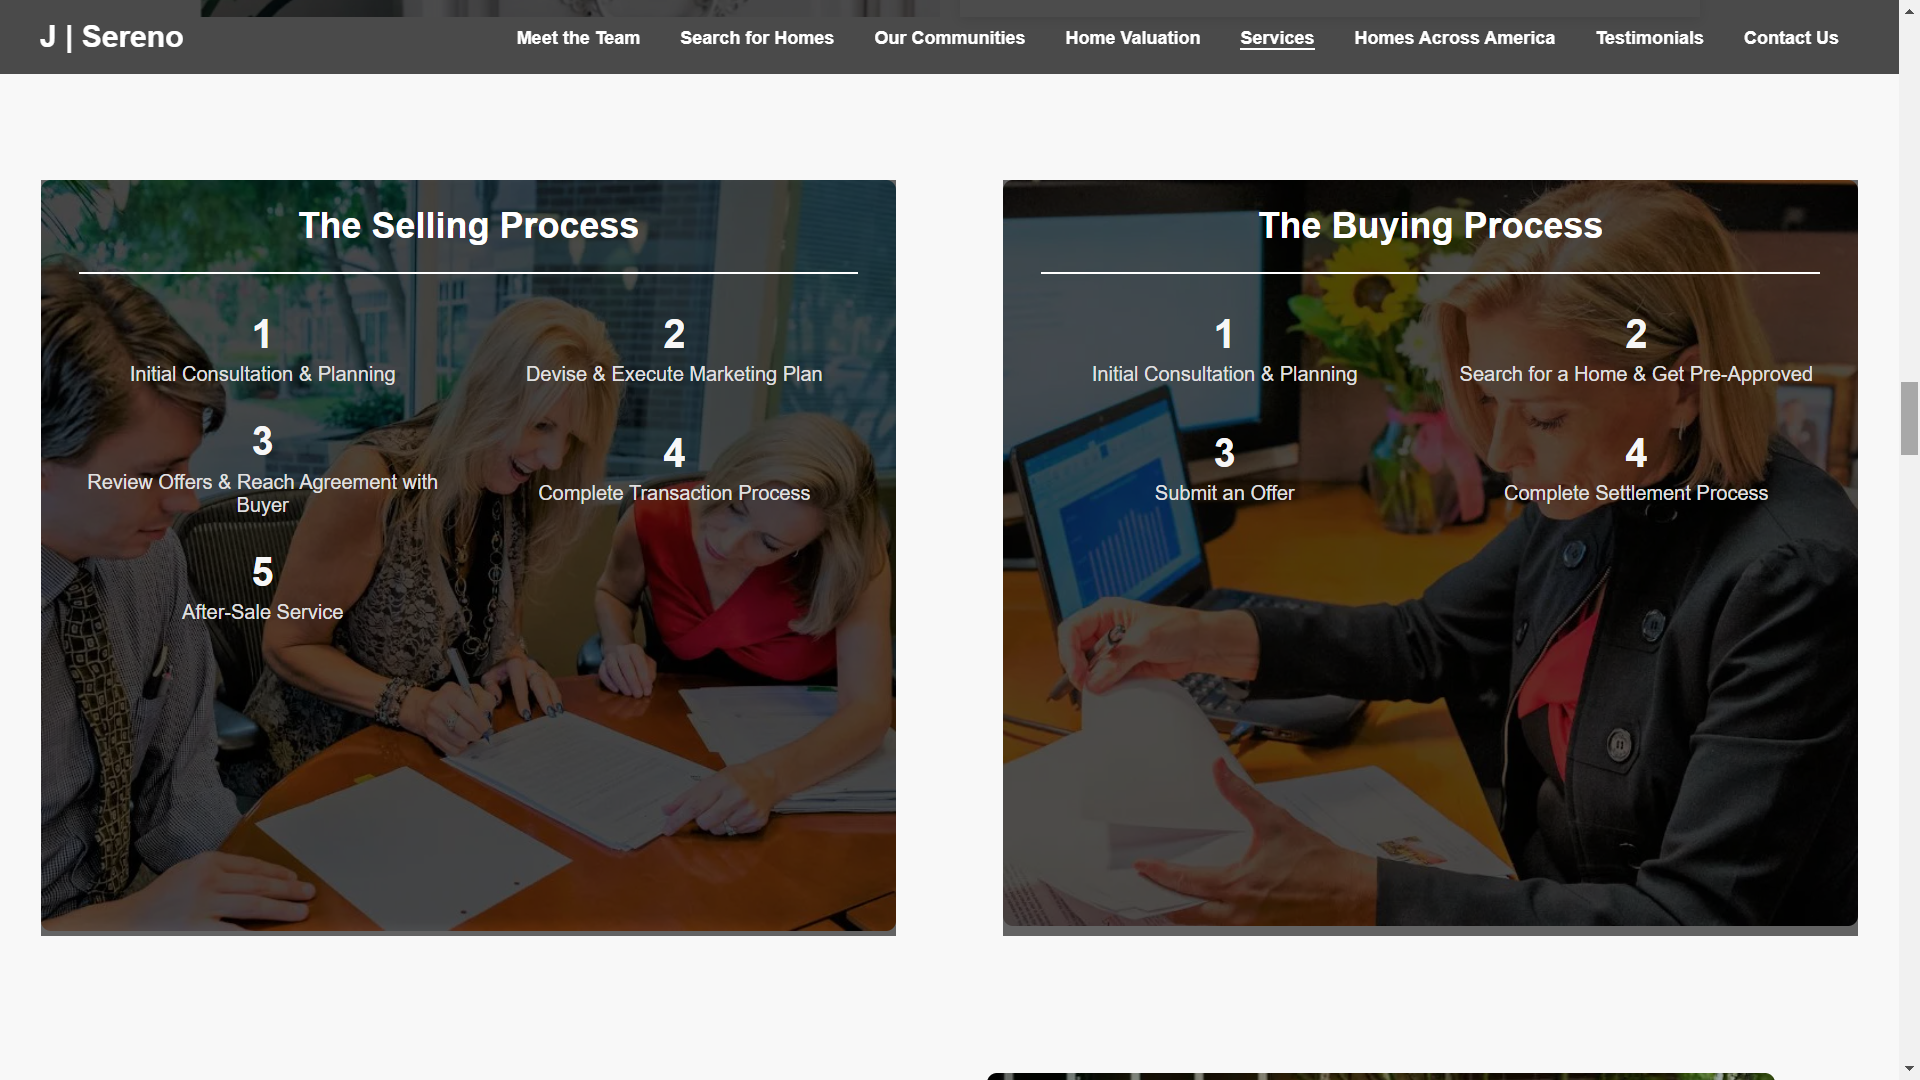 J | Sereno
Meet the Team
Search for Homes
Our Communities
Home Valuation
Services
Homes Across America
Testimonials
Contact Us
The Selling Process
1
Initial Consultation & Planning
2
Devise & Execute Marketing Plan
3
Review Offers & Reach Agreement with
Buyer
4
Complete Transaction Process
5
After-Sale Service
The Buying Process
1
Initial Consultation & Planning
2
Search for a Home & Get Pre-Approved
3
Submit an Offer
4
Complete Settlement Process